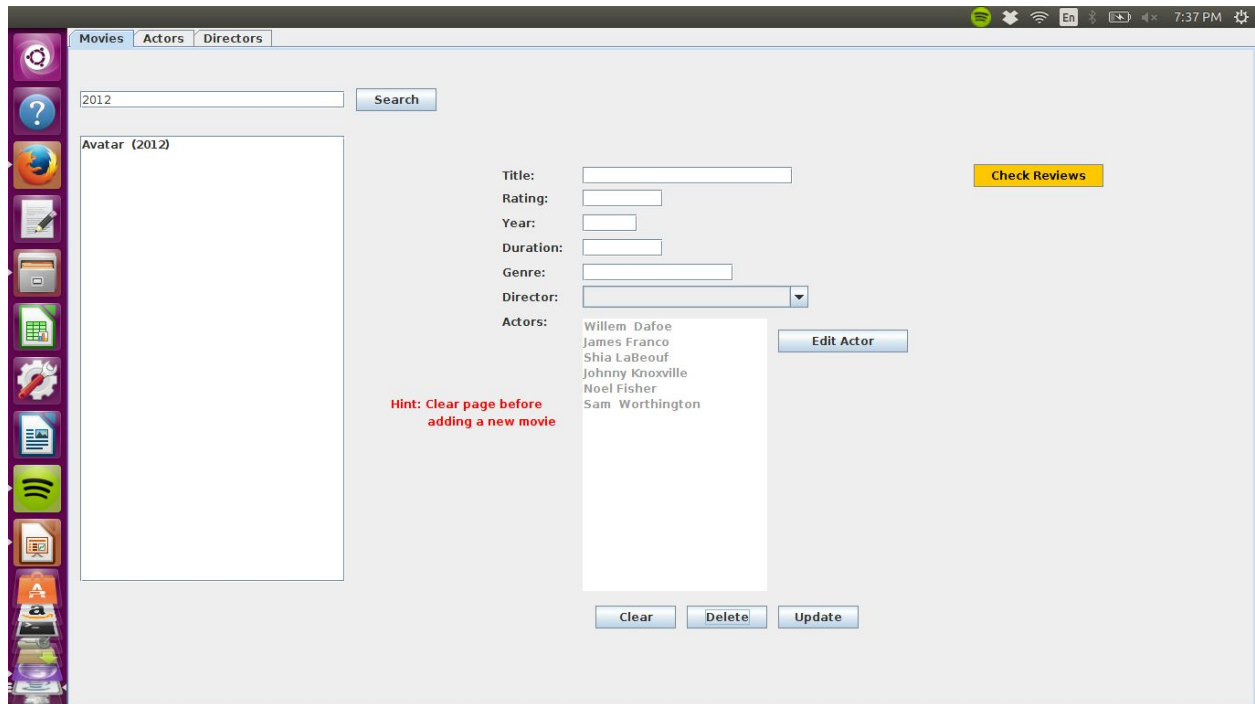 En 7:37 PM
Movies Actors Directors
2012 Search
Avatar (2012)
Title: Check Reviews
Rating:
Year:
Duration:
Genre:
Director:
Actors: Willem Dafoe Edit Actor
James Franco
Shia LaBeouf
Johnny Knoxville
Noel Fisher
Hint: Clear page before Sam Worthington
adding a new movie
Clear Delete Update